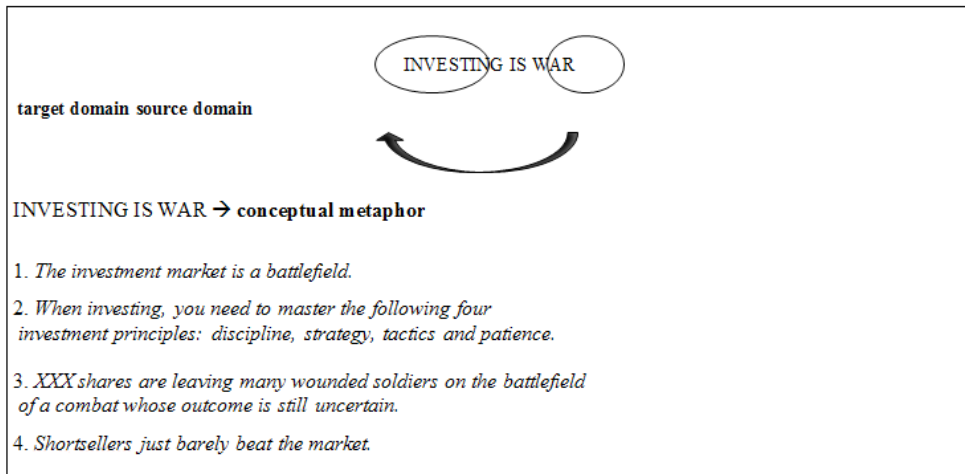 INVESTING IS WAR
target domain source domain
INVESTING IS WAR → conceptual metaphor
1. The investment market is a battlefield.
2. When investing, you need to master the following four
investment principles: discipline, strategy, tactics and patience.
3. XXX shares are leaving many wounded soldiers on the battlefield
of a combat whose outcome is still uncertain.
4. Shortsellers just barely beat the market.